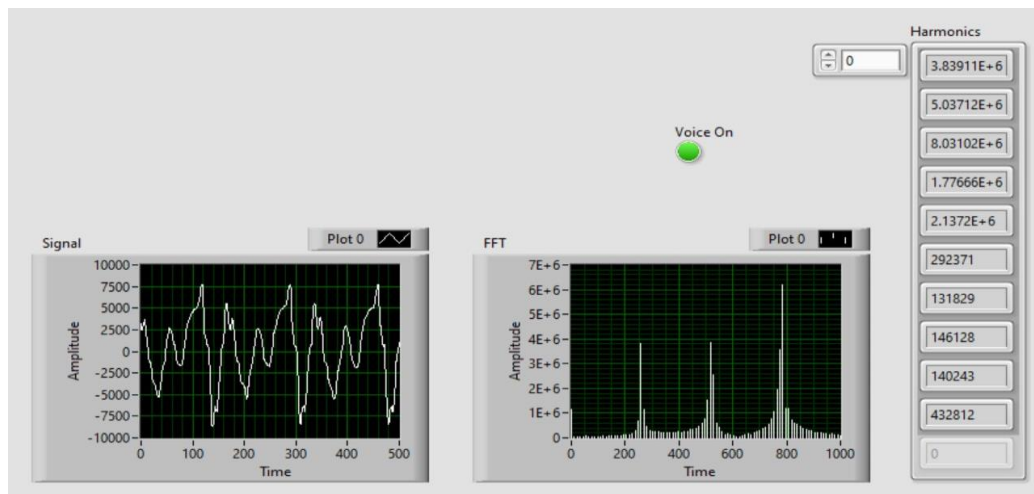 Harmonics
0
3.83911E+6
5.03712E+6
8.03102E+6
1.77666E+6
2.1372E+6
292371
131829
146128
140243
432812
0
Voice On
Signal
Plot 0
10000
7500
5000
2500
0
-2500
-5000
-7500
-10000
Amplitude
0 100 200 300 400 500
Time
FFT
Plot 0
7E+6
6E+6
5E+6
4E+6
3E+6
2E+6
1E+6
0
Amplitude
0 200 400 600 800 1000
Time